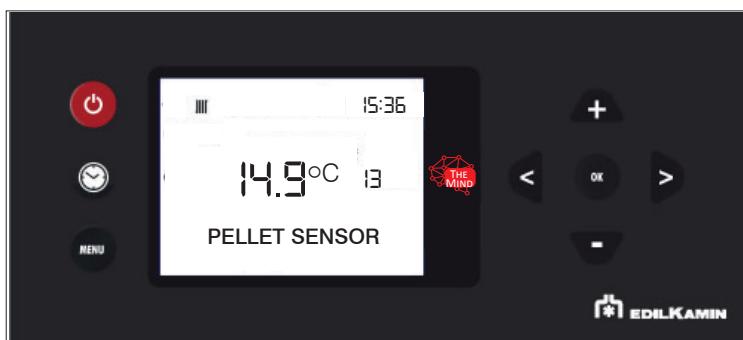 15:36
14.9°C 13
PELLET SENSOR
MENU
THE
MIND
+
< OK >
-
EDILKAMIN